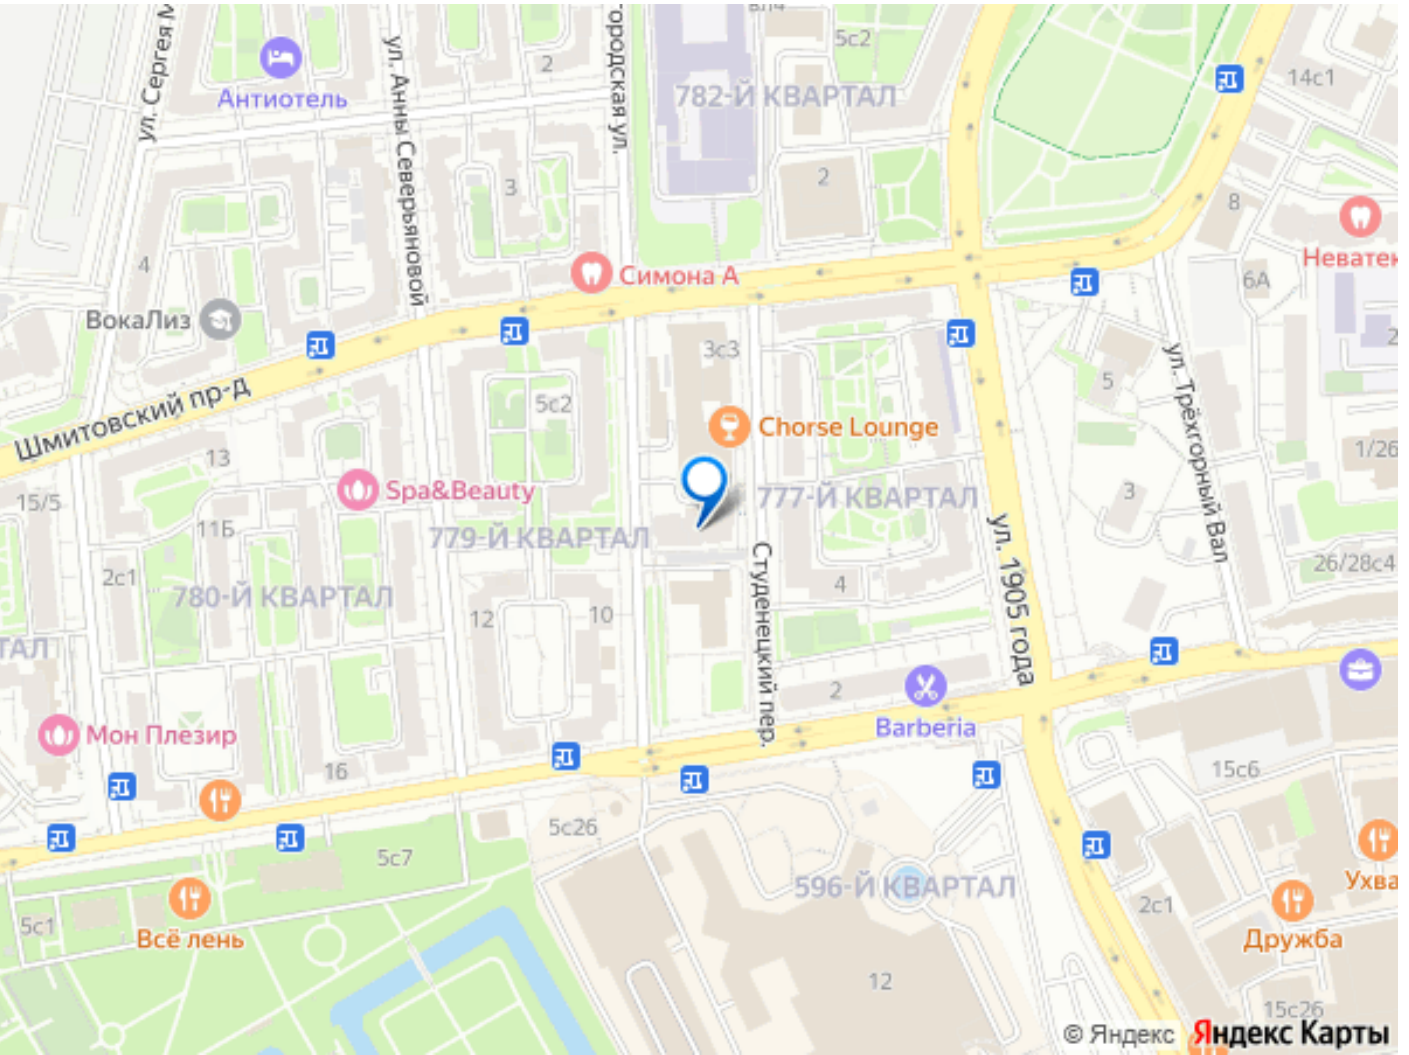 5с2
14с1
2
ул. Сергея М
ул. Анны Северьяновой
ородская ул.
Антиотель
782-Й КВАРТАЛ
3
2
8
4
Неватек
6А
Симона А
ВокаЛиз
3с3
2
5
Шмитовский пр-д
5с2
Chorse Lounge
ул. Трёхгорный Вал
1/26
13
15/5
Spa&Beauty
777-Й КВАРТАЛ
3
11Б
779-Й КВАРТАЛ
ул. 1905 года
Студенецкий пер.
26/28с4
2с1
780-Й КВАРТАЛ
4
12
10
ТАЛ
2
Barberia
Мон Плезир
16
15с6
5с26
5с7
596-Й КВАРТАЛ
Ухва
2с1
5с1
Всё лень
Дружба
12
15с26
© Яндекс Яндекс Карты